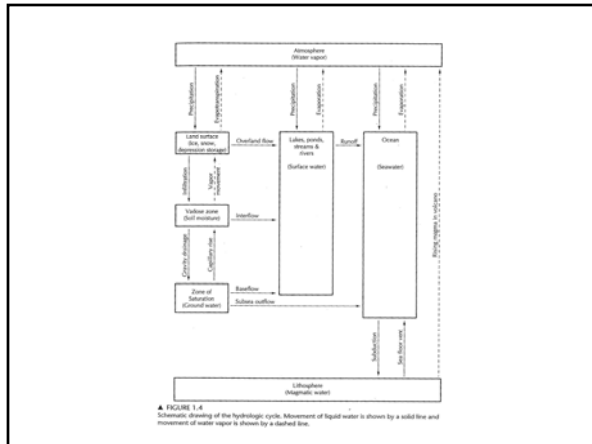 Atmosphere
(Water vapor)
Precipitation
Evapotranspiration
Precipitation
Evaporation
Precipitation
Evaporation
Land surface
(ice, snow,
depression storage)
Overland flow
Lakes, ponds,
streams &
rivers
(Surface water)
Runoff
Ocean
(Seawater)
Infiltration
Vapor
movement
Rising magma in volcano
Vadose zone
(Soil moisture)
Interflow
Gravity drainage
Capillary rise
Zone of
Saturation
(Ground water)
Baseflow
Subsea outflow
Subduction
Sea floor vent
Lithosphere
(Magmatic water)
▲ FIGURE 1.4
Schematic drawing of the hydrologic cycle. Movement of liquid water is shown by a solid line and
movement of water vapor is shown by a dashed line.